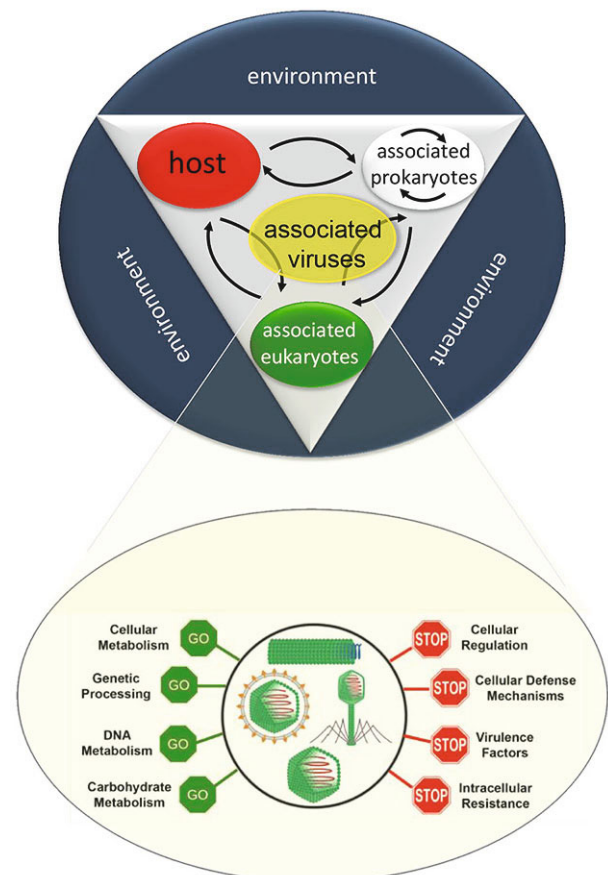 environment
host
associated
prokaryotes
associated
viruses
environment
environment
associated
eukaryotes
Cellular
Metabolism
GO
STOP
Cellular
Regulation
Genetic
Processing
GO
STOP
Cellular Defense
Mechanisms
DNA
Metabolism
GO
STOP
Virulence
Factors
Carbohydrate
Metabolism
GO
STOP
Intracellular
Resistance